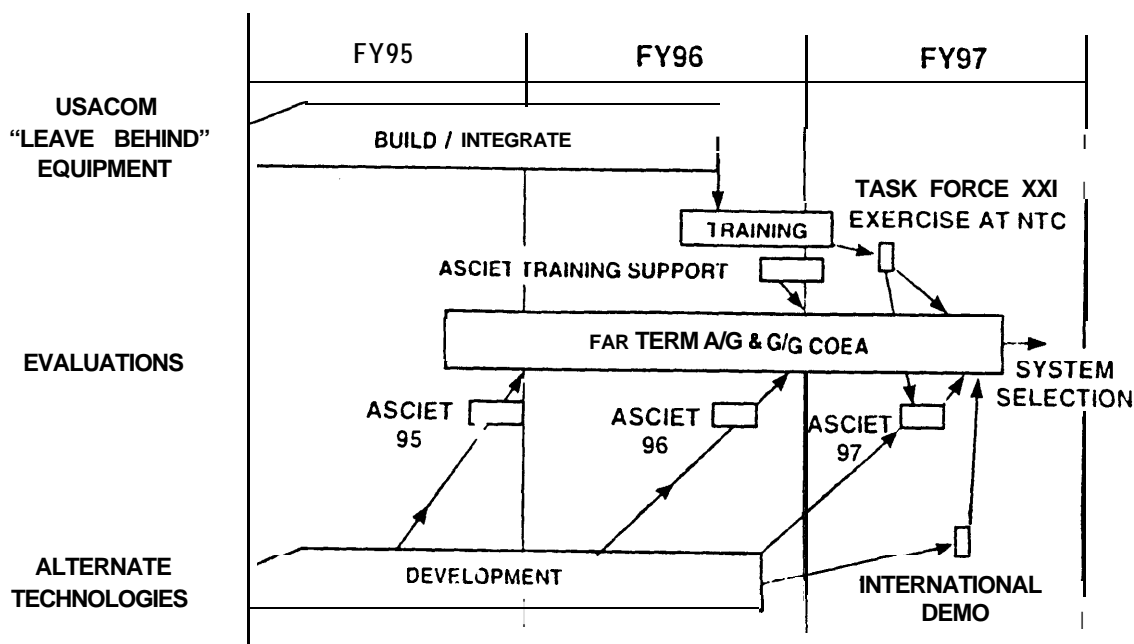 FY95 FY96 FY97
USACOM
“LEAVE BEHIND”
EQUIPMENT
BUILD / INTEGRATE
TASK FORCE XXI
EXERCISE AT NTC
TRAINING
ASCIET TRAINING SUPPORT
EVALUATIONS
FAR TERM A/G & G/G COEA
SYSTEM
SELECTION
ASCIET
95
ASCIET
96
ASCIET
97
ALTERNATE
TECHNOLOGIES
DEVELOPMENT
INTERNATIONAL
DEMO